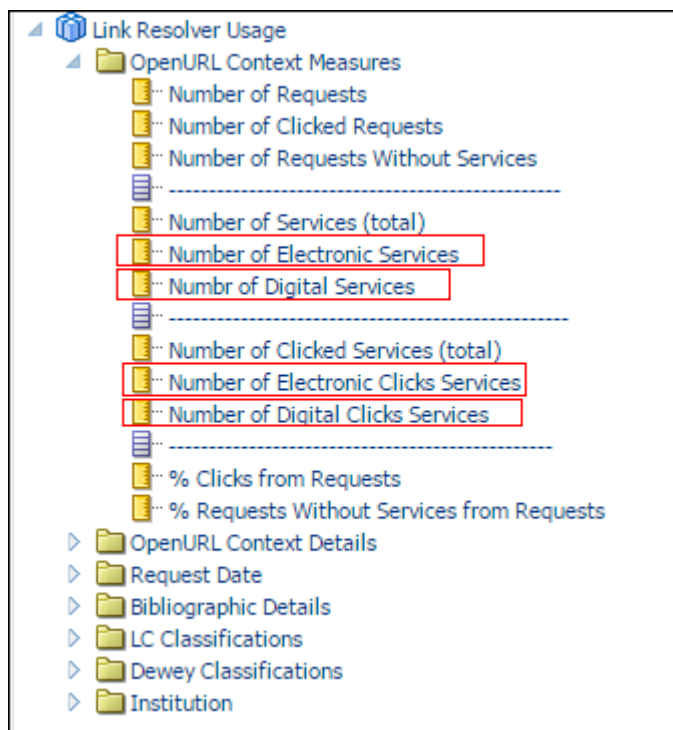 Link Resolver Usage
OpenURL Context Measures
Number of Requests
Number of Clicked Requests
Number of Requests Without Services
--------------------------------------------------
Number of Services (total)
Number of Electronic Services
Numbr of Digital Services
---------------------------------------------------
Number of Clicked Services (total)
Number of Electronic Clicks Services
Number of Digital Clicks Services
-------------------------------------------------
% Clicks from Requests
% Requests Without Services from Requests
OpenURL Context Details
Request Date
Bibliographic Details
LC Classifications
Dewey Classifications
Institution